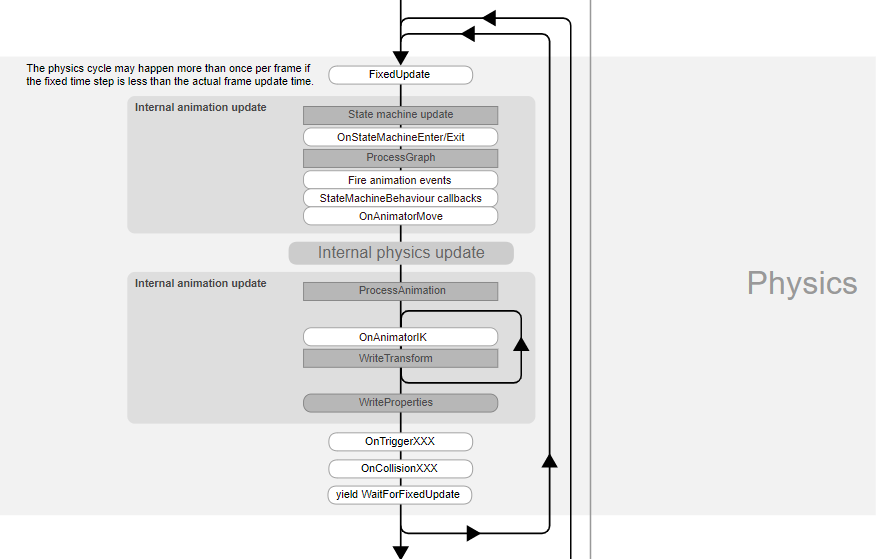 The physics cycle may happen more than once per frame if
the fixed time step is less than the actual frame update time.
FixedUpdate
Internal animation update
State machine update
OnStateMachineEnter/Exit
ProcessGraph
Fire animation events
StateMachineBehaviour callbacks
OnAnimatorMove
Internal physics update
Physics
Internal animation update
ProcessAnimation
OnAnimatorIK
WriteTransform
WriteProperties
OnTriggerXXX
OnCollisionXXX
yield WaitForFixedUpdate